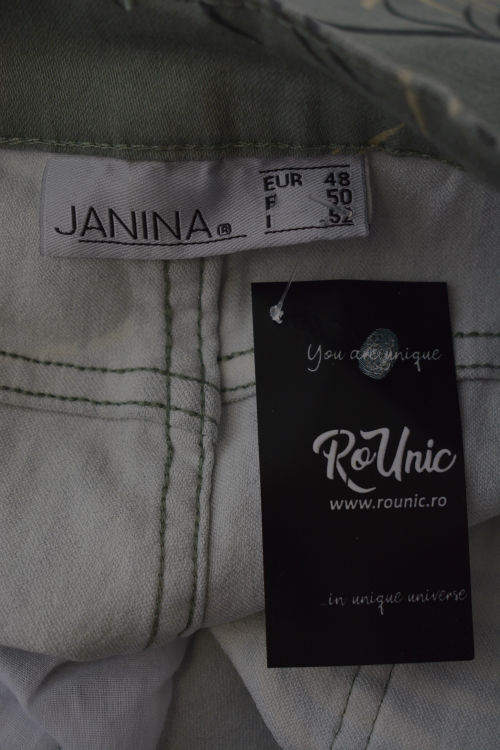 JANINA®
EUR 48
F 50
I 52
You are unique
RoUnic
www.rounic.ro
...in unique universe